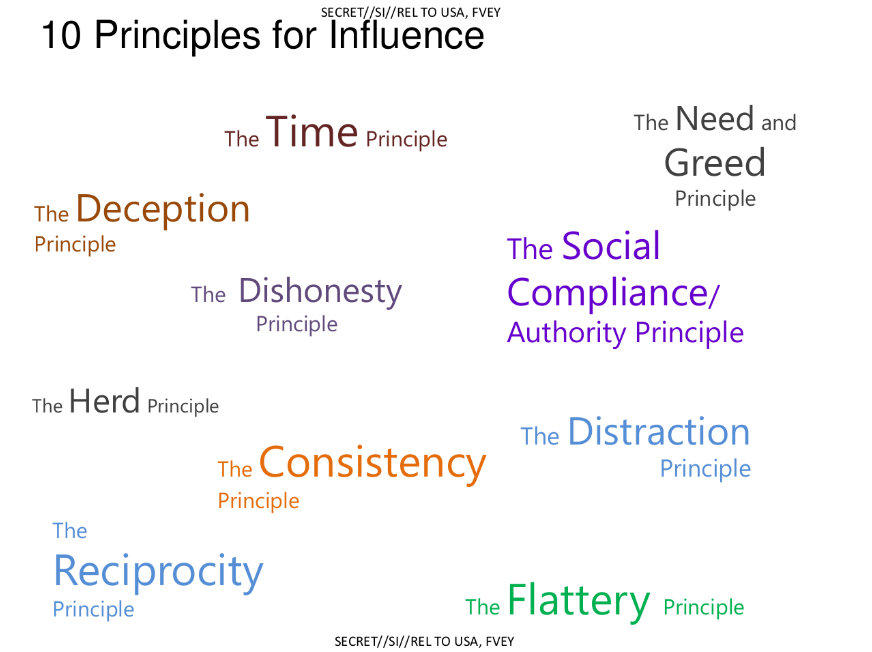 SECRET//SI//REL TO USA, FVEY
10 Principles for Influence
The Time Principle
The Need and
Greed
Principle
The Deception
Principle
The Social
Compliance/
Authority Principle
The Dishonesty
Principle
The Herd Principle
The Distraction
Principle
The Consistency
Principle
The
Reciprocity
Principle
The Flattery Principle
SECRET//SI//REL TO USA, FVEY